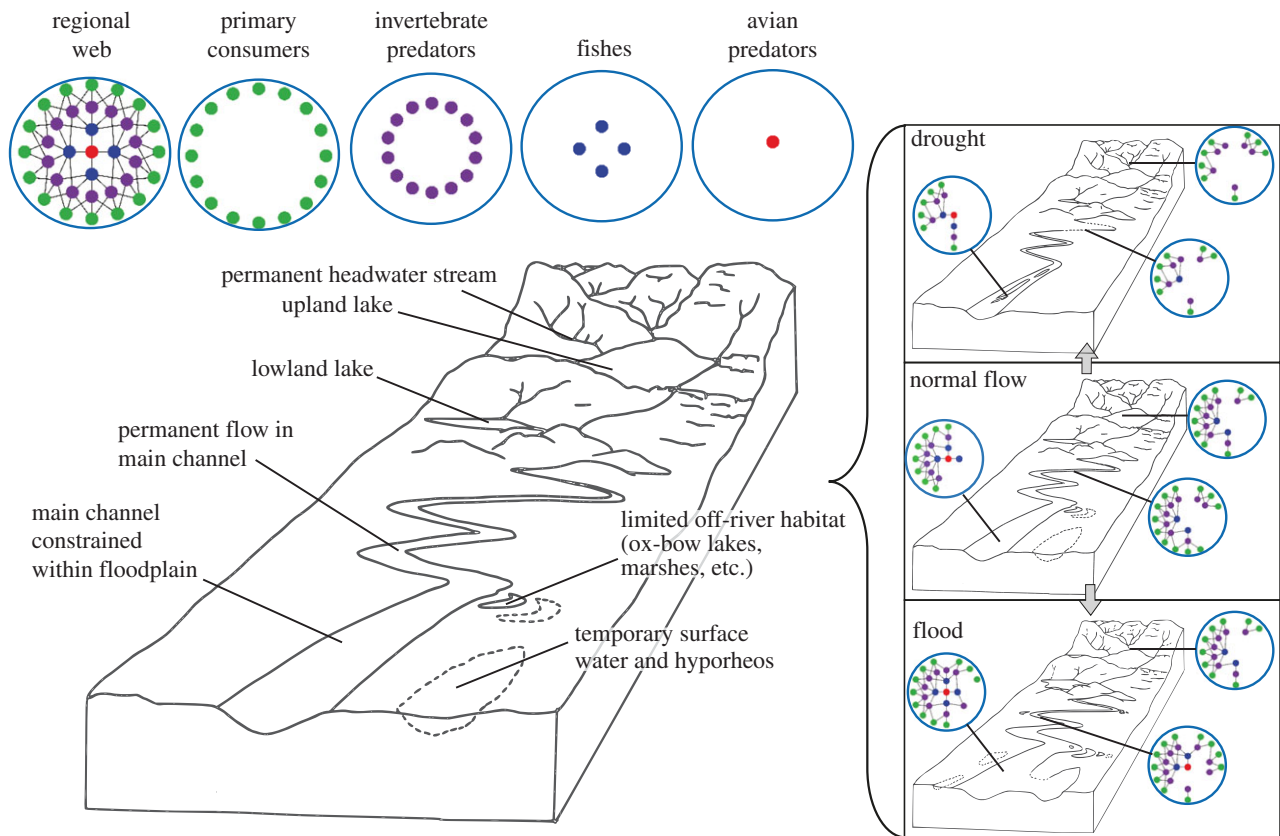 regional
web
primary
consumers
invertebrate
predators
fishes
avian
predators
permanent headwater stream
upland lake
lowland lake
permanent flow in
main channel
main channel
constrained
within floodplain
limited off-river habitat
(ox-bow lakes,
marshes, etc.)
temporary surface
water and hyporheos
drought
normal flow
flood